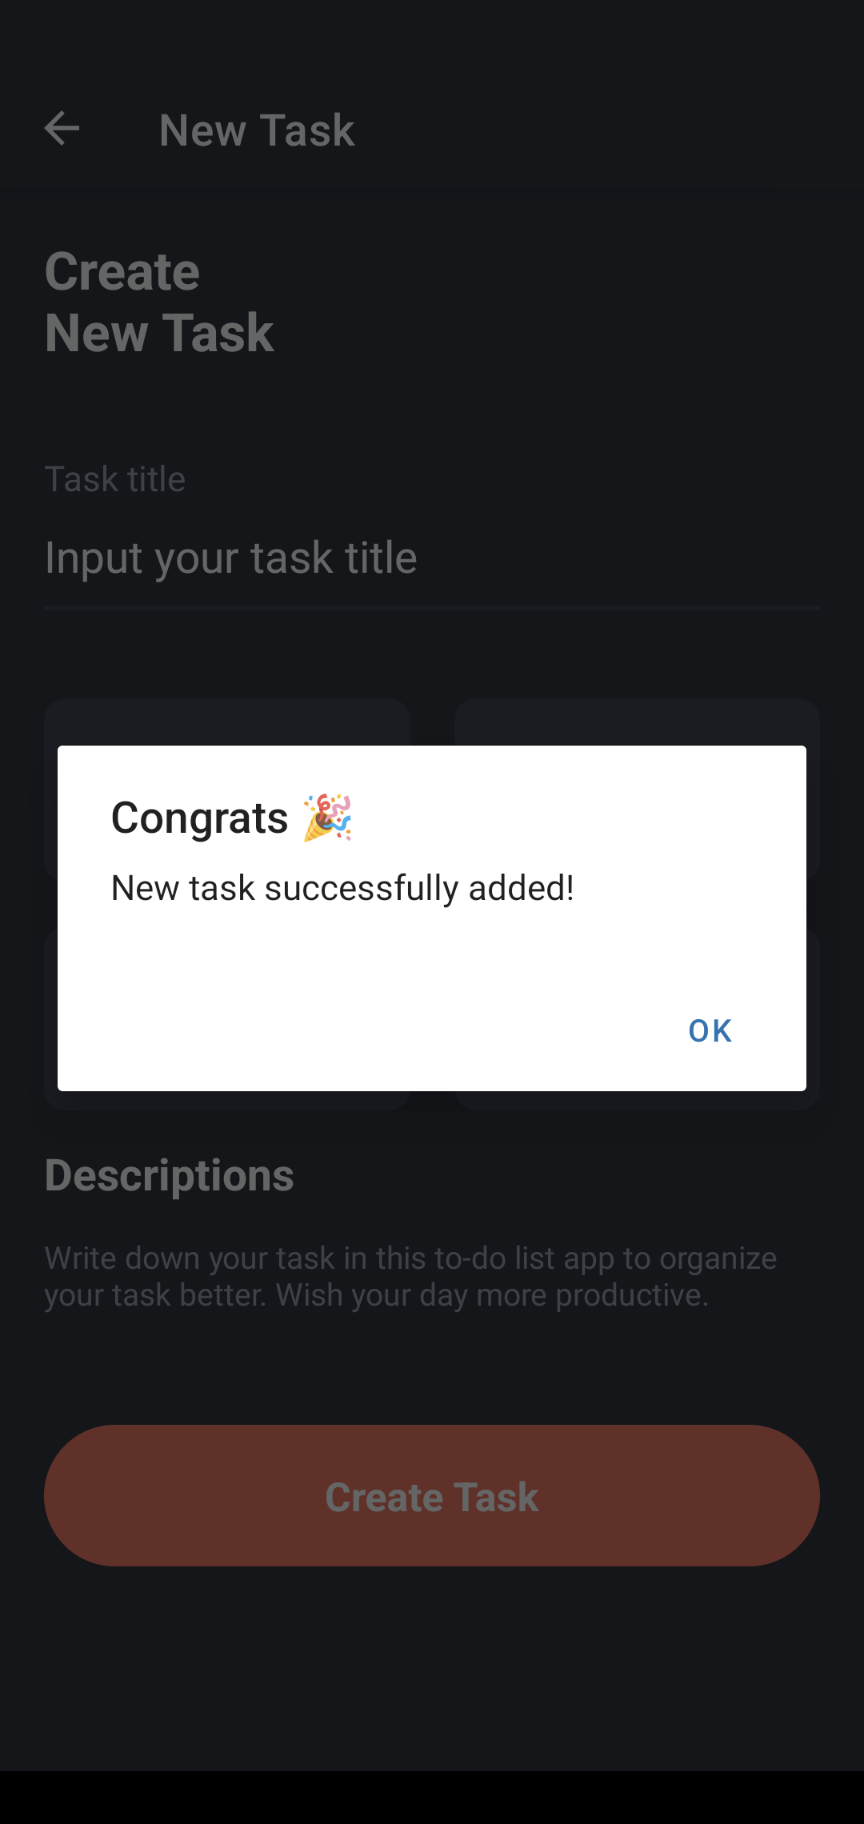 New Task
Create
New Task
Task title
Input your task title
Congrats 🎉
New task successfully added!
OK
Descriptions
Write down your task in this to-do list app to organize
your task better. Wish your day more productive.
Create Task